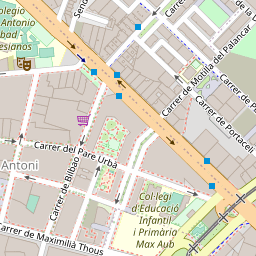 Colegio
Antonio
bad
esianos
Carrer de Motilla del Palancar
Carrer de Portaceli
Carrer de Bilbao
Carrer del Pare Urbà
Antoni
Col·legi
d'Educació
Infantil
i Primària
Max Aub
Carrer de Maximilià Thous